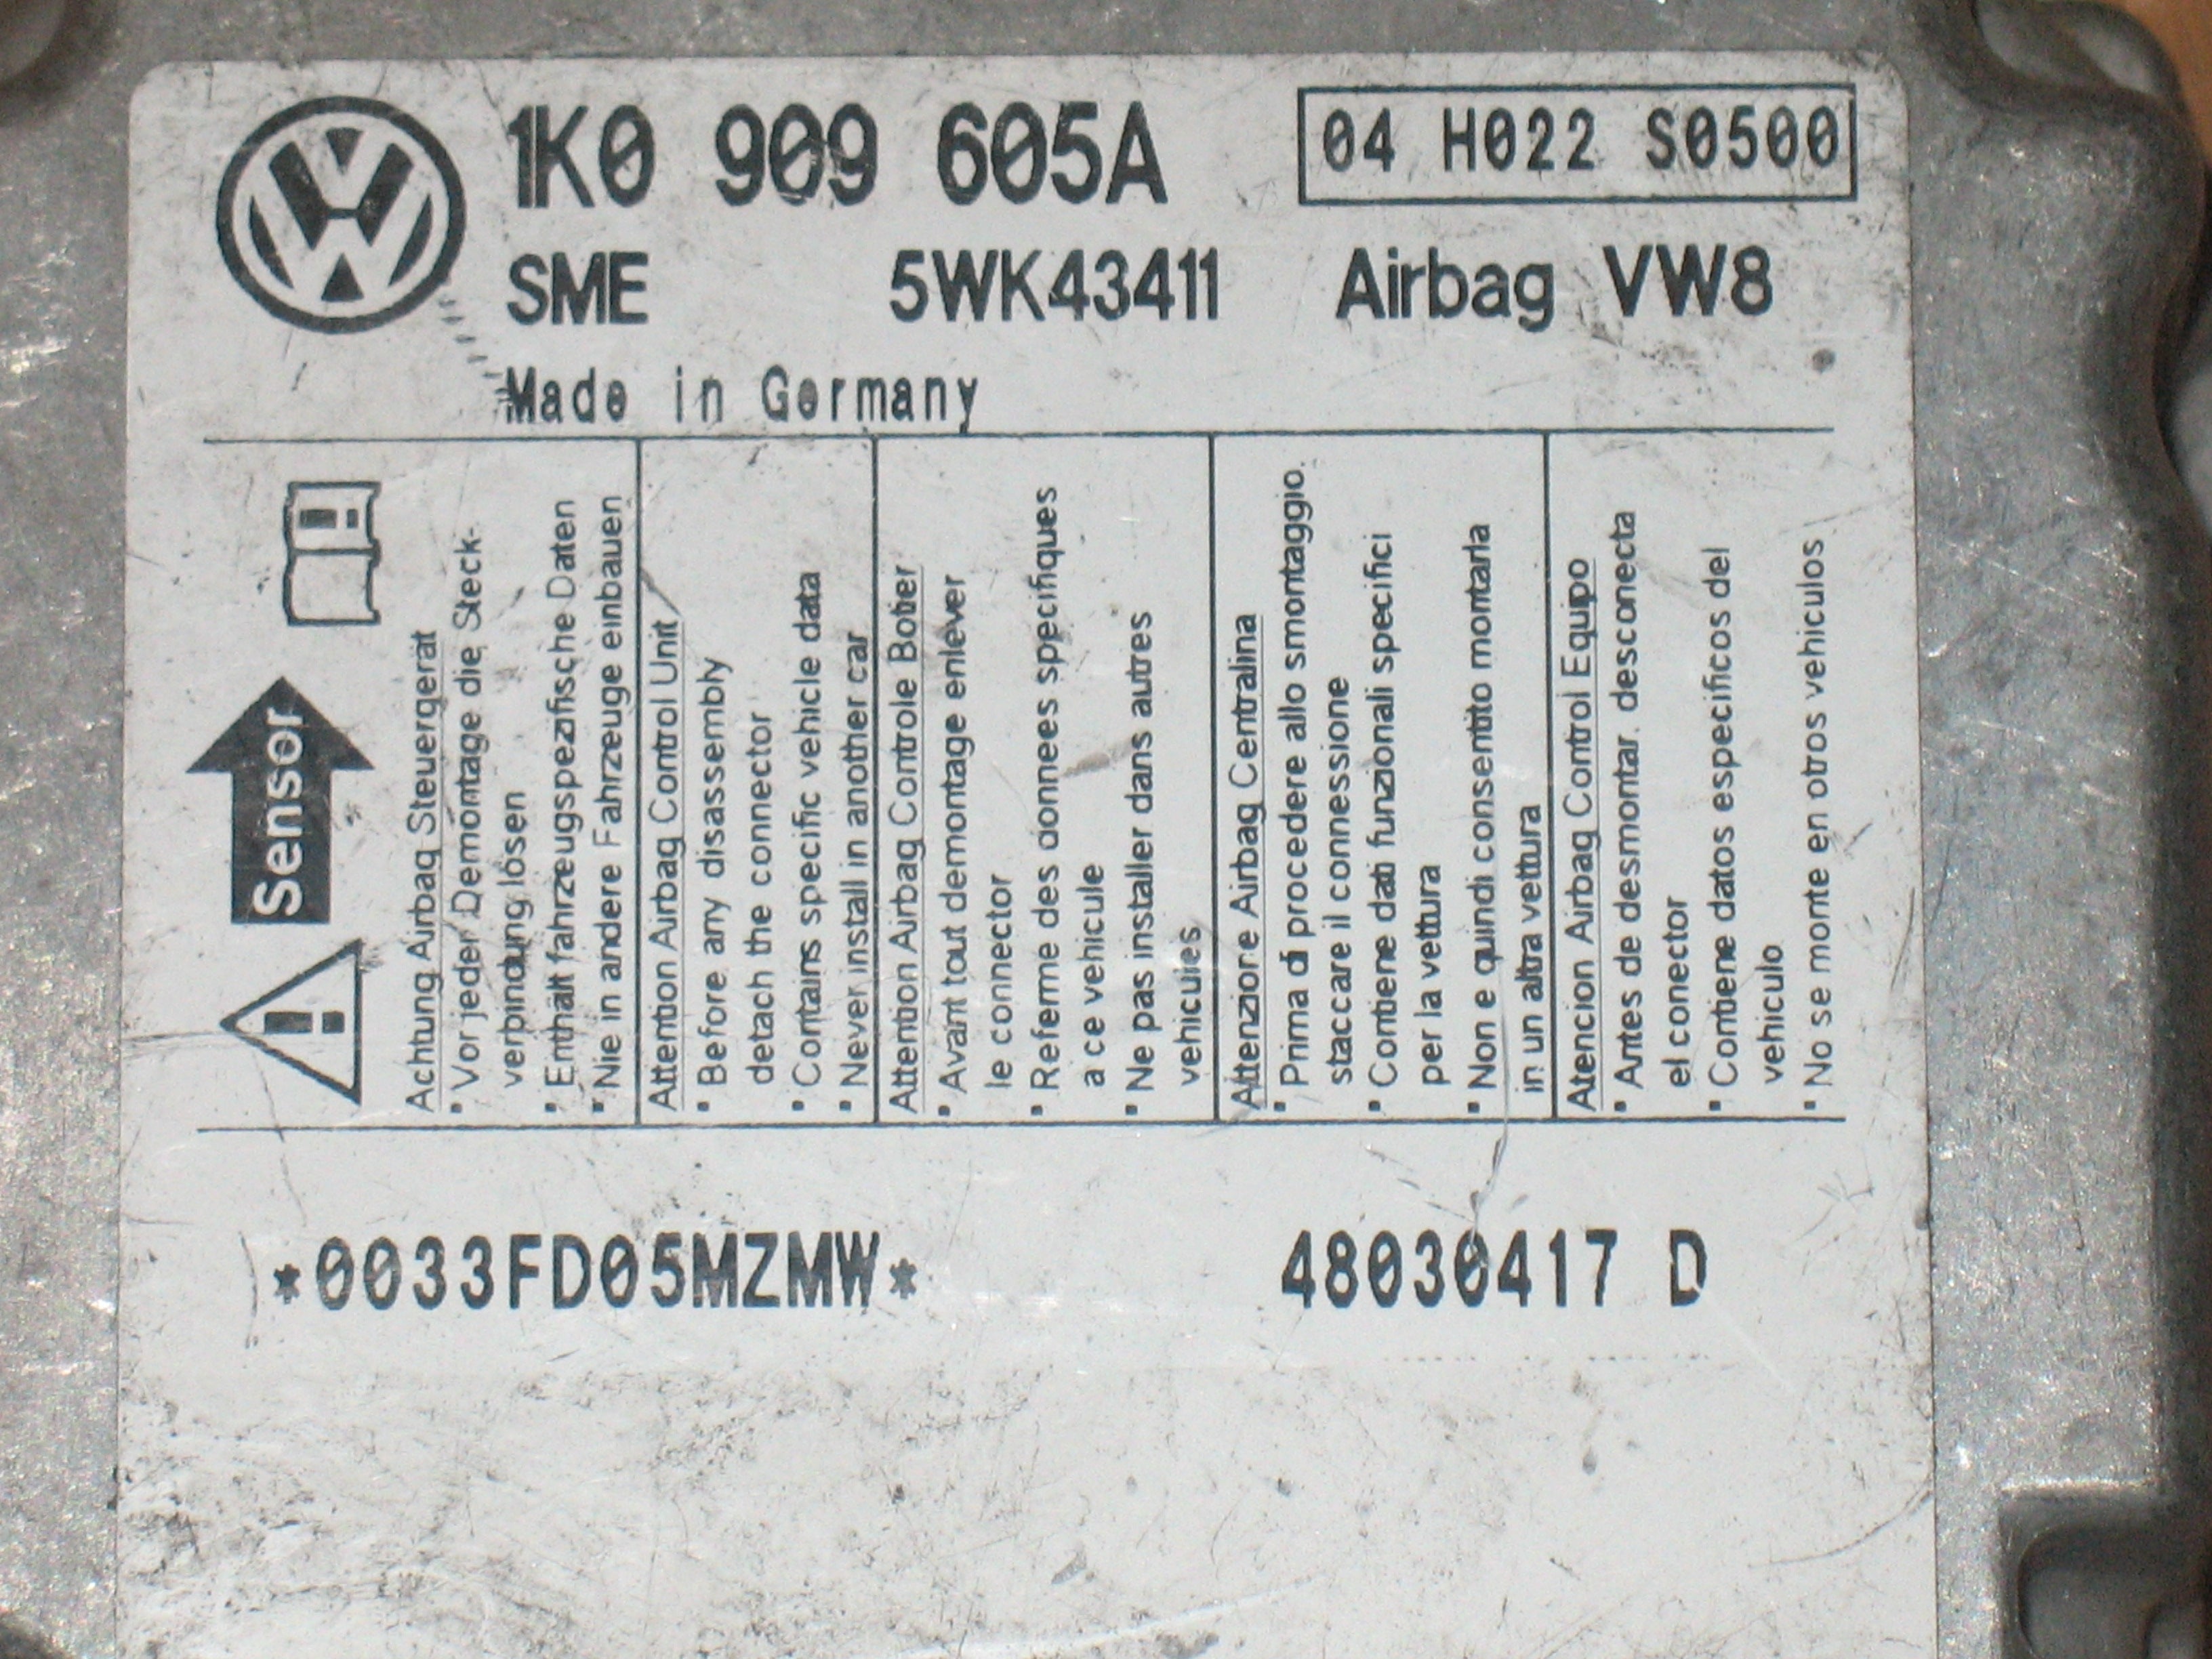 1K0 909 605A
04 H022 S0500
SME 5WK43411 Airbag VW8
Made in Germany
Sensor
Achtung Airbag Steuergerät
• Vor jeder Demontage die Steck-
verbindung lösen
• Enthält fahrzeugspezifische Daten
• Nie in andere Fahrzeuge einbauen
Attention Airbag Control Unit
• Before any disassembly
detach the connector
• Contains specific vehicle data
• Never install in another car
Attention Airbag Controle Botier
• Avant tout demontage enlever
le connector
• Referme des donnees specifiques
a ce vehicule
• Ne pas installer dans autres
vehicules
Attenzione Airbag Centralina
• Prima di procedere allo smontaggio.
staccare il connessione
• Contiene dati funzionali specifici
per la vettura
• Non e quindi consentito montarla
in un altra vettura
Atencion Airbag Control Equipo
• Antes de desmontar. desconecta
el conector
• Contiene datos especificos del
vehiculo
• No se monte en otros vehiculos
*0033FD05MZMW* 48030417 D